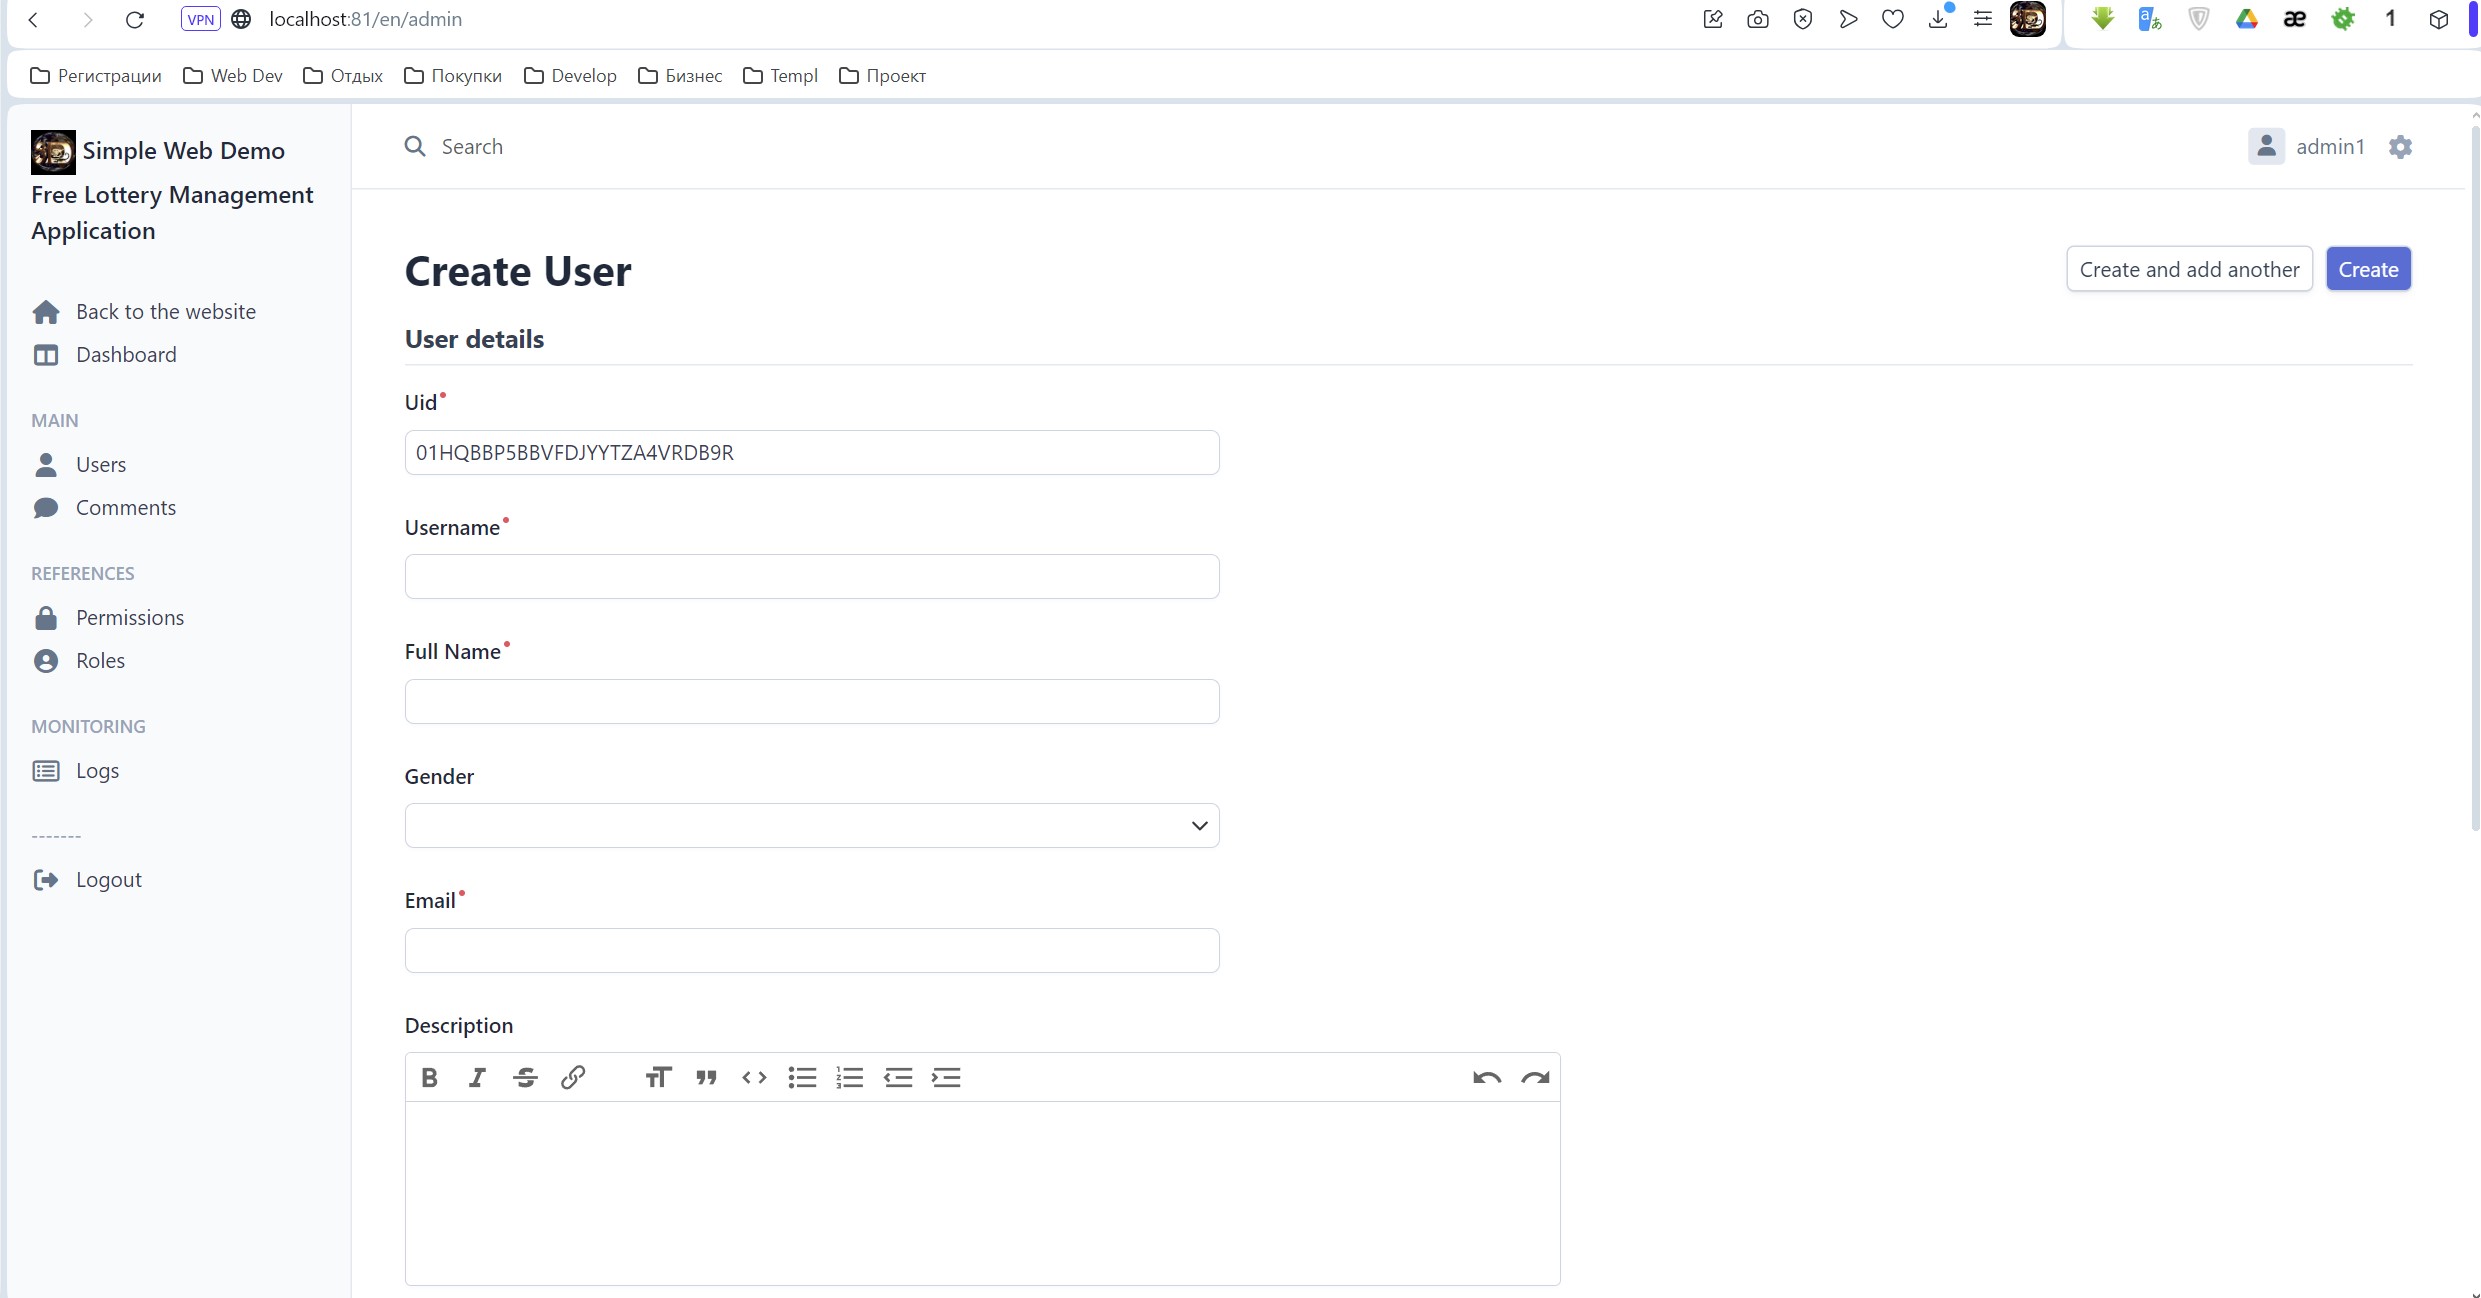 VPN localhost:81/en/admin 1
Регистрации Web Dev Отдых Покупки Develop Бизнес Templ Проект
Simple Web Demo
Free Lottery Management
Application
Back to the website
Dashboard
MAIN
Users
Comments
REFERENCES
Permissions
Roles
MONITORING
Logs
-------
Logout
Search
admin1
Create User
Create and add another
Create
User details
Uid
01HQBBP5BBVFDJYYTZA4VRDB9R
Username
Full Name
Gender
Email
Description